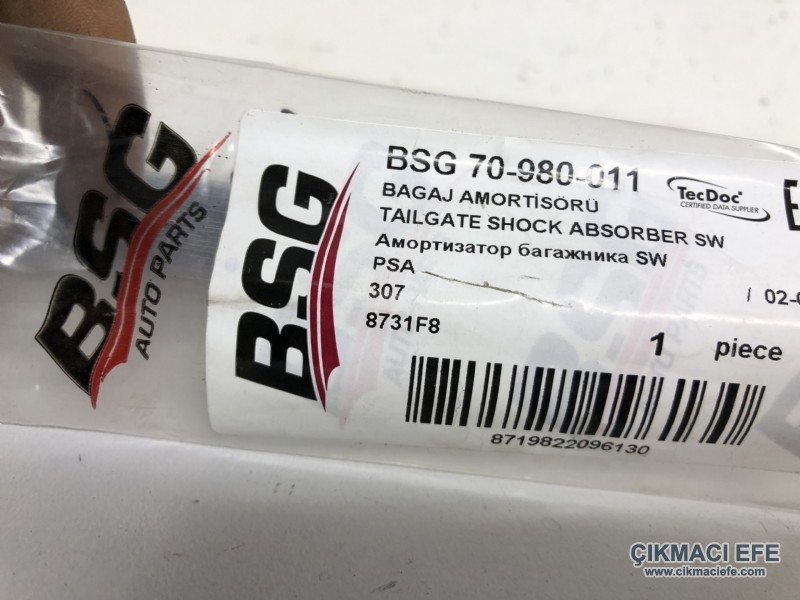 BSG
AUTO PARTS
BSG
BSG 70-980-011
BAGAJ AMORTİSÖRÜ
TAILGATE SHOCK ABSORBER SW
Амортизатор багажника SW
PSA
307
8731F8
TecDoc
CERTIFIED DATA SUPPLIER
1 piece
8719822096130
ÇIKMACI EFE
www.cikmaciefe.com